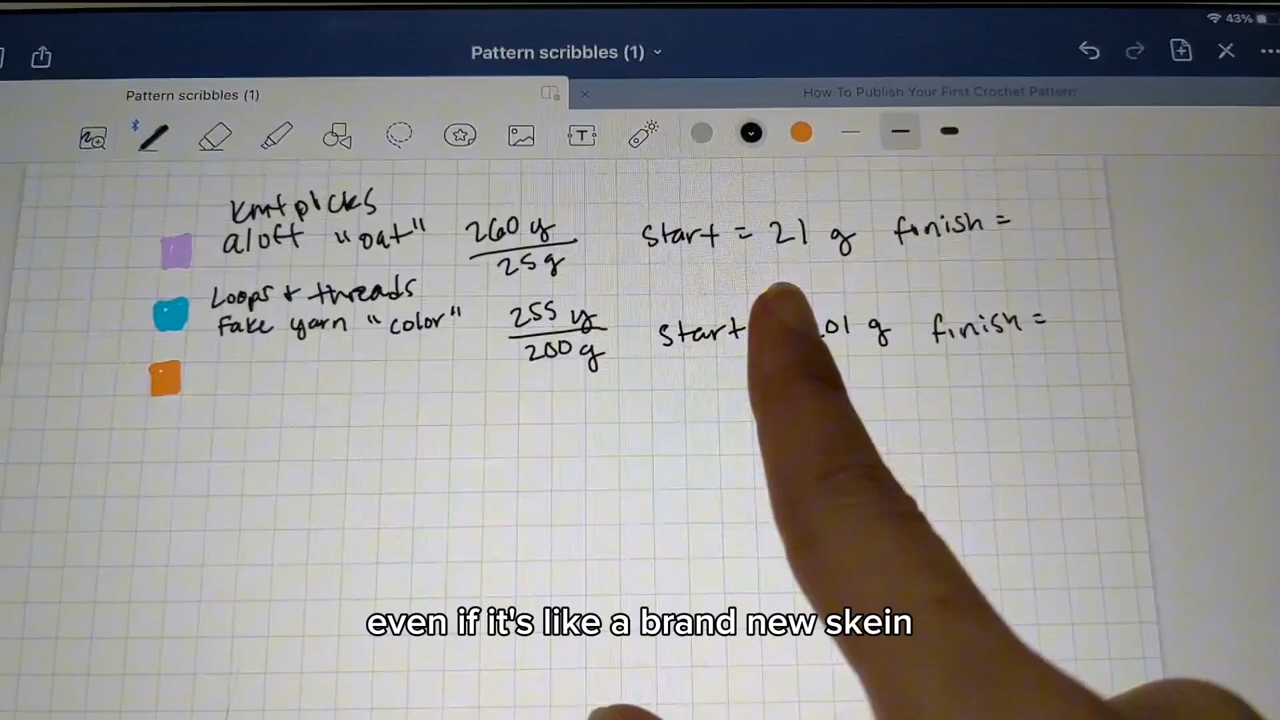 43%
Pattern scribbles (1)
Pattern scribbles (1)
How To Publish Your First Crochet Pattern
T
Knitpicks
aloft "oat" 260 y / 25 g start = 21 g finish =
Loops + threads
Fake yarn "color" 255 y / 200 g start 01 g finish =
even if it's like a brand new skein